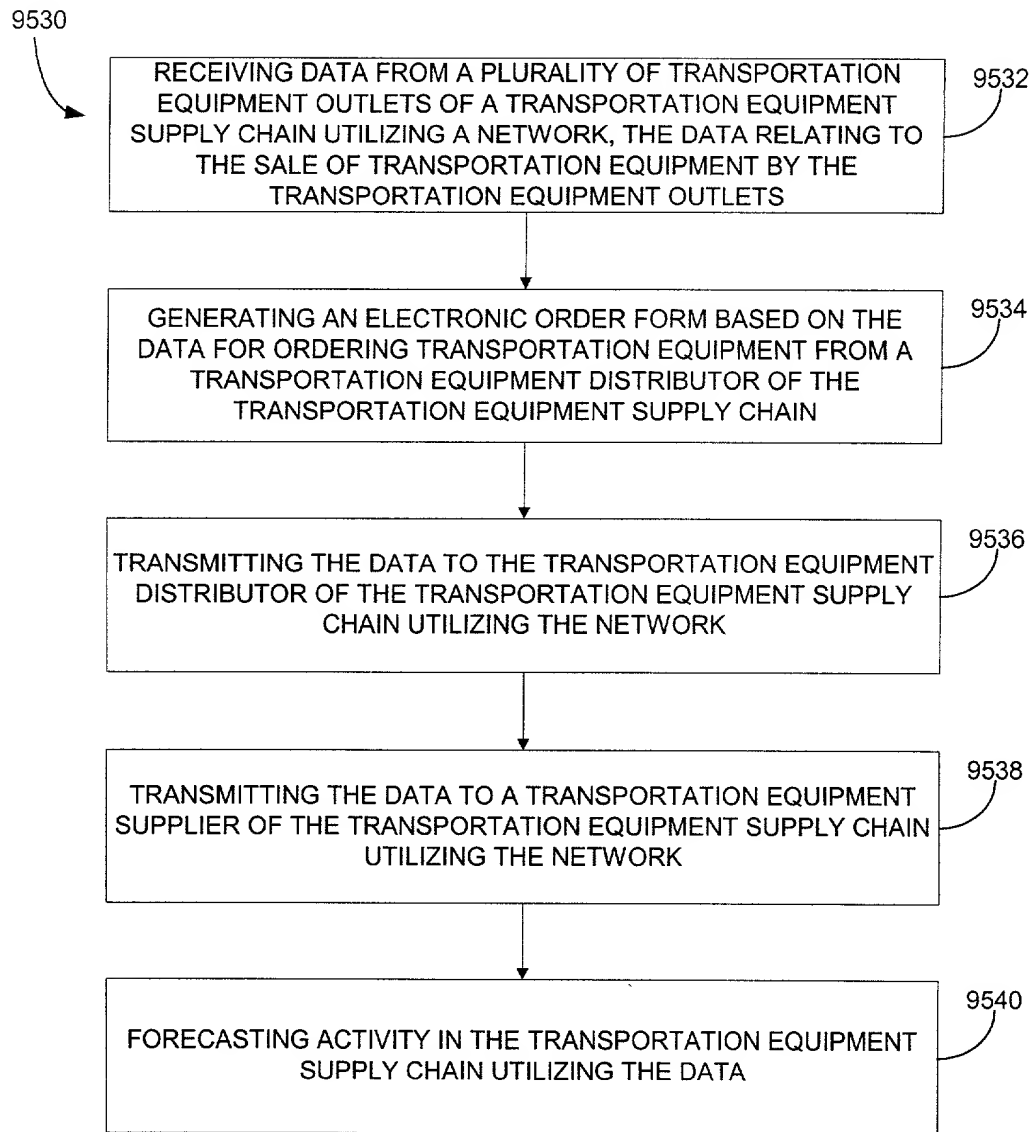 9530
RECEIVING DATA FROM A PLURALITY OF TRANSPORTATION
EQUIPMENT OUTLETS OF A TRANSPORTATION EQUIPMENT
SUPPLY CHAIN UTILIZING A NETWORK, THE DATA RELATING TO
THE SALE OF TRANSPORTATION EQUIPMENT BY THE
TRANSPORTATION EQUIPMENT OUTLETS
9532
GENERATING AN ELECTRONIC ORDER FORM BASED ON THE
DATA FOR ORDERING TRANSPORTATION EQUIPMENT FROM A
TRANSPORTATION EQUIPMENT DISTRIBUTOR OF THE
TRANSPORTATION EQUIPMENT SUPPLY CHAIN
9534
TRANSMITTING THE DATA TO THE TRANSPORTATION EQUIPMENT
DISTRIBUTOR OF THE TRANSPORTATION EQUIPMENT SUPPLY
CHAIN UTILIZING THE NETWORK
9536
TRANSMITTING THE DATA TO A TRANSPORTATION EQUIPMENT
SUPPLIER OF THE TRANSPORTATION EQUIPMENT SUPPLY CHAIN
UTILIZING THE NETWORK
9538
FORECASTING ACTIVITY IN THE TRANSPORTATION EQUIPMENT
SUPPLY CHAIN UTILIZING THE DATA
9540